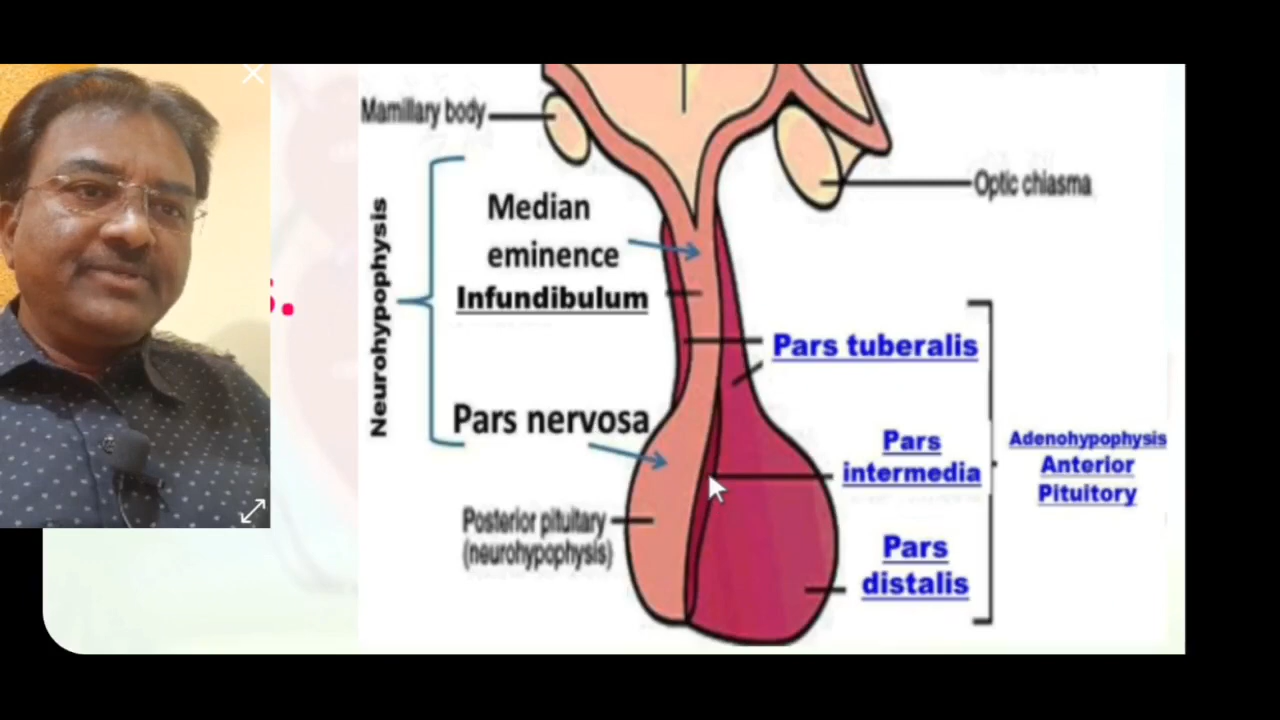 Mamillary body
Optic chiasma
Neurohypophysis
Median
eminence
Infundibulum
Pars tuberalis
Pars nervosa
Pars
intermedia
Adenohypophysis
Anterior
Pituitory
Posterior pituitary
(neurohypophysis)
Pars
distalis